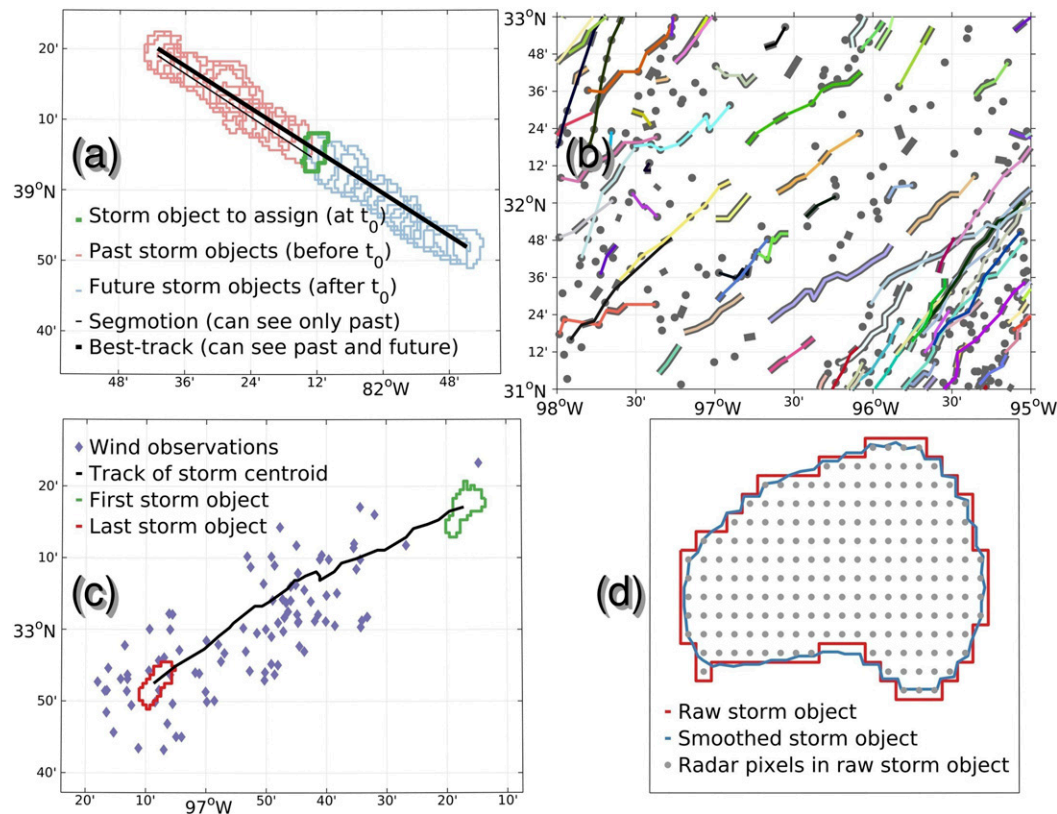 20'
10'
39°N
50'
40'
(a)
Storm object to assign (at t0)
Past storm objects (before t0)
Future storm objects (after t0)
Segmotion (can see only past)
Best-track (can see past and future)
48'
36'
24'
12'
82°W
48'
33°N
48'
36'
24'
12'
32°N
48'
36'
24'
12'
31°N
(b)
98°W
30'
97°W
30'
96°W
30'
95°W
Wind observations
Track of storm centroid
First storm object
Last storm object
20'
10'
33°N
50'
40'
(c)
20'
10'
97°W
50'
40'
30'
20'
10'
(d)
Raw storm object
Smoothed storm object
Radar pixels in raw storm object